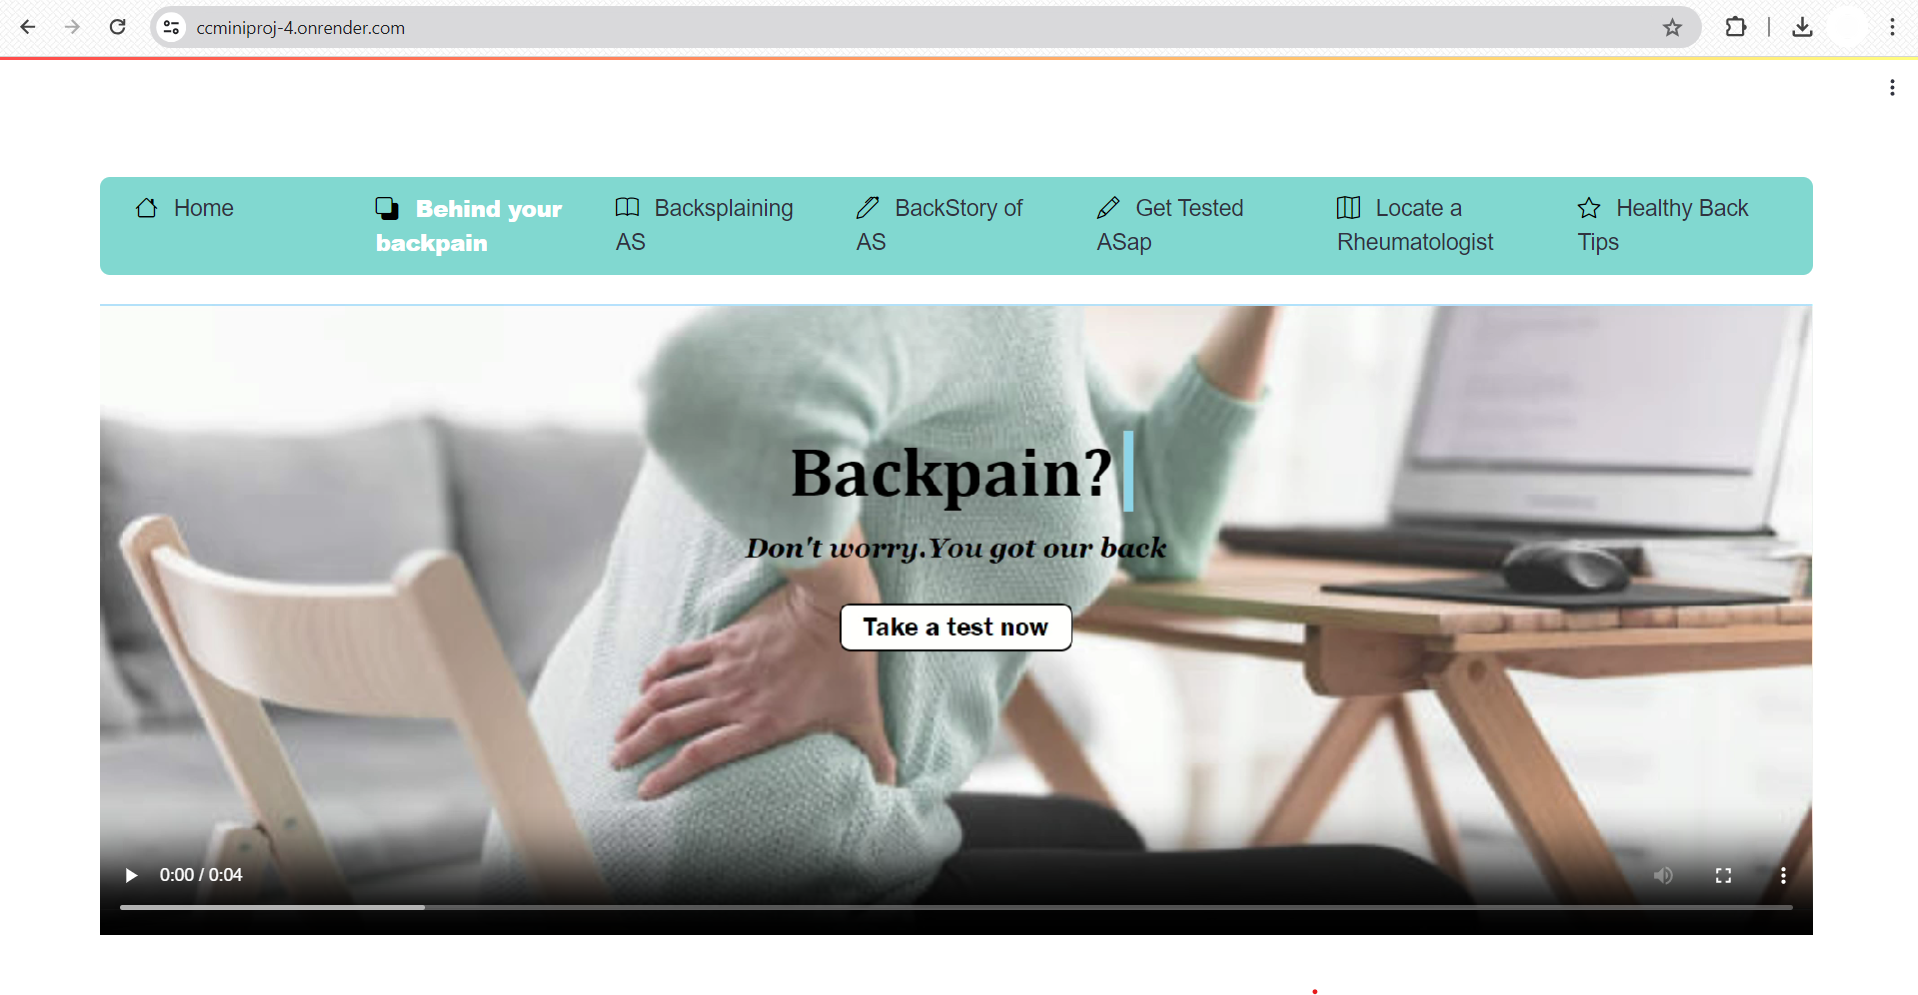 ccminiproj-4.onrender.com
Home
Behind your
backpain
Backsplaining
AS
BackStory of
AS
Get Tested
ASap
Locate a
Rheumatologist
Healthy Back
Tips
Backpain?
Don't worry.You got our back
Take a test now
0:00 / 0:04